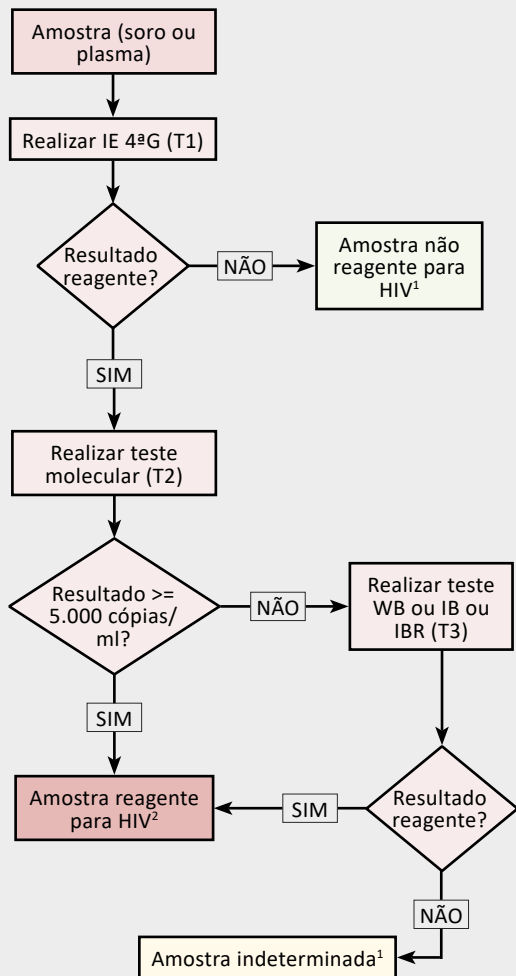 Amostra (soro ou
plasma)
Realizar IE 4ªG (T1)
Resultado
reagente?
NÃO
Amostra não
reagente para
HIV¹
SIM
Realizar teste
molecular (T2)
Resultado >=
5.000 cópias/
ml?
NÃO
Realizar teste
WB ou IB ou
IBR (T3)
SIM
Amostra reagente
para HIV²
SIM
Resultado
reagente?
NÃO
Amostra indeterminada¹